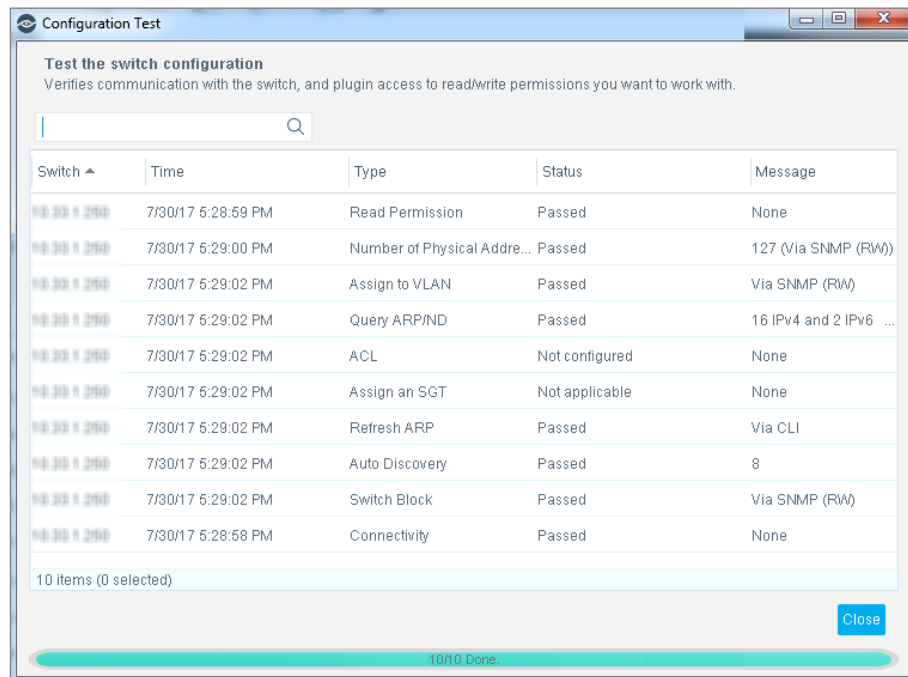 Configuration Test
Test the switch configuration
Verifies communication with the switch, and plugin access to read/write permissions you want to work with.
Switch Time Type Status Message
7/30/17 5:28:59 PM Read Permission Passed None
7/30/17 5:29:00 PM Number of Physical Addre... Passed 127 (Via SNMP (RW))
7/30/17 5:29:02 PM Assign to VLAN Passed Via SNMP (RW)
7/30/17 5:29:02 PM Query ARP/ND Passed 16 IPv4 and 2 IPv6 ...
7/30/17 5:29:02 PM ACL Not configured None
7/30/17 5:29:02 PM Assign an SGT Not applicable None
7/30/17 5:29:02 PM Refresh ARP Passed Via CLI
7/30/17 5:29:02 PM Auto Discovery Passed 8
7/30/17 5:29:02 PM Switch Block Passed Via SNMP (RW)
7/30/17 5:28:58 PM Connectivity Passed None
10 items (0 selected)
Close
10/10 Done.